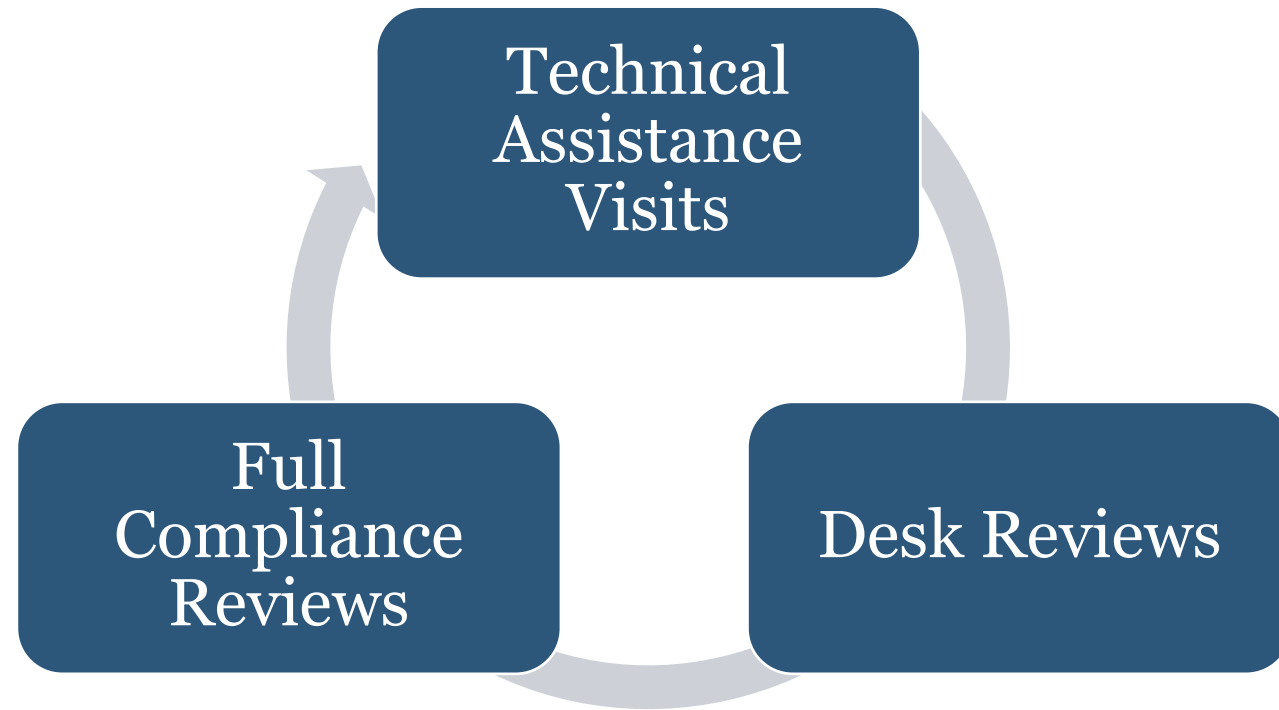 Technical
Assistance
Visits
Full
Compliance
Reviews
Desk Reviews